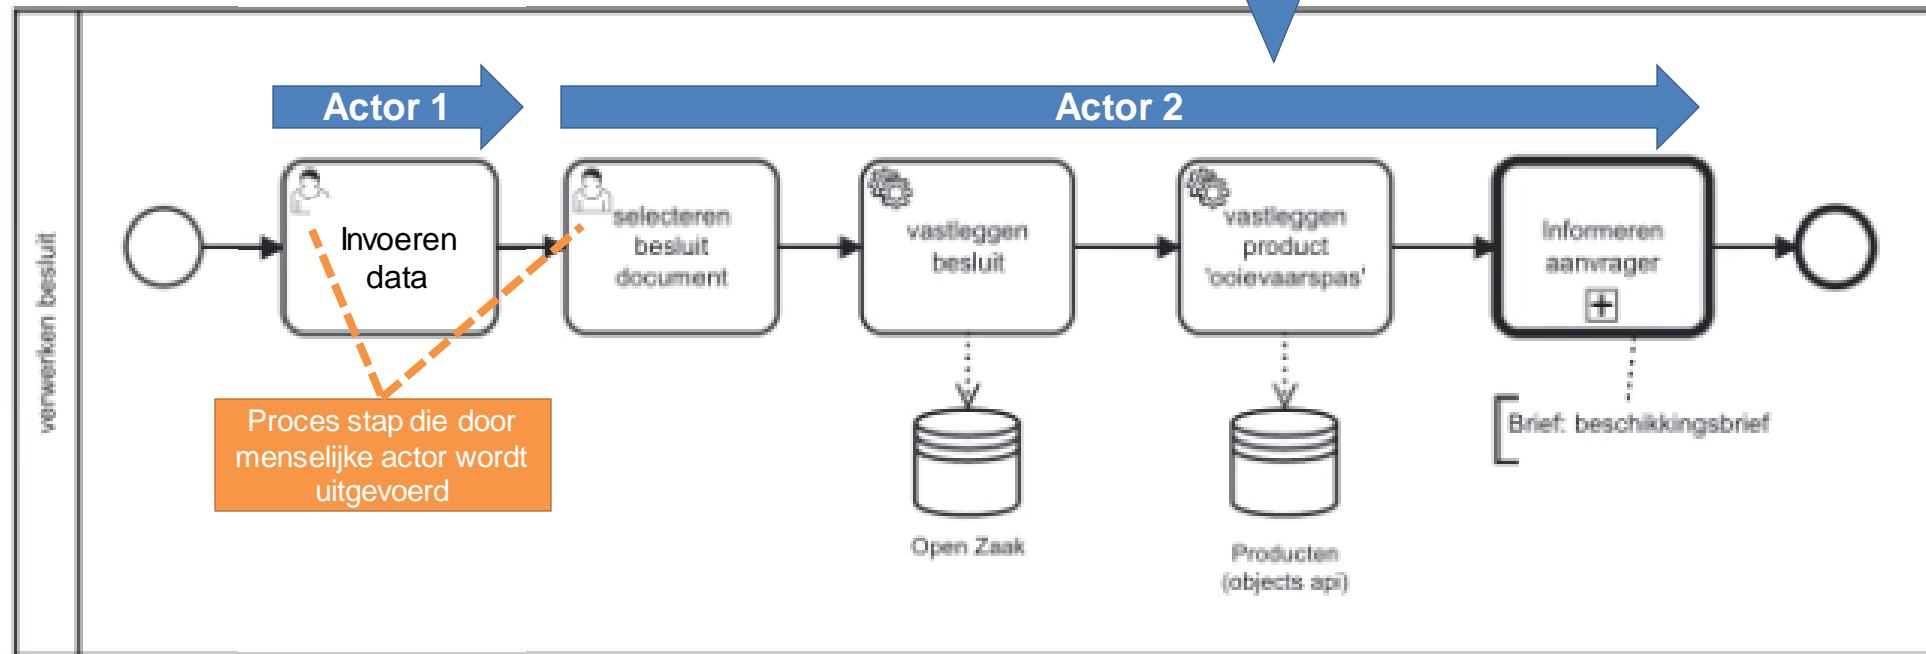 verwerken besluit
Actor 1
Actor 2
Invoeren
data
selecteren
besluit
document
vastleggen
besluit
vastleggen
product
'ooievaarspas'
Informeren
aanvrager
Proces stap die door
menselijke actor wordt
uitgevoerd
Open Zaak
Producten
(objects api)
Brief: beschikkingsbrief